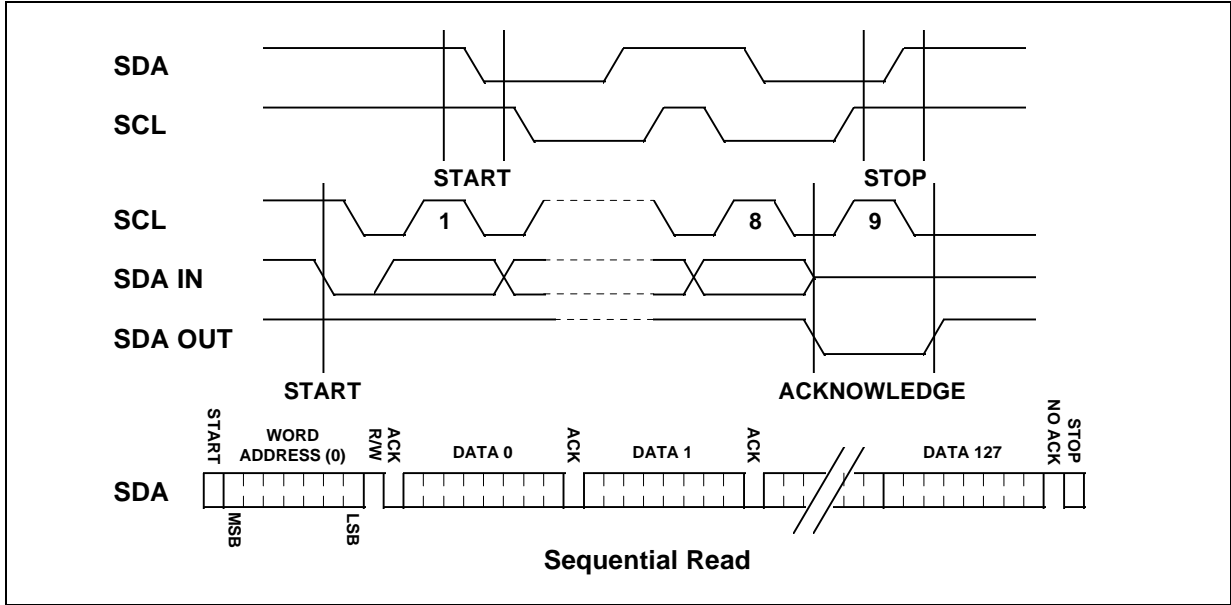 SDA
SCL
START
STOP
SCL
1
8
9
SDA IN
SDA OUT
START
ACKNOWLEDGE
START
WORD
ADDRESS (0)
R/W
ACK
DATA 0
ACK
DATA 1
ACK
DATA 127
NO ACK
STOP
SDA
MSB
LSB
Sequential Read